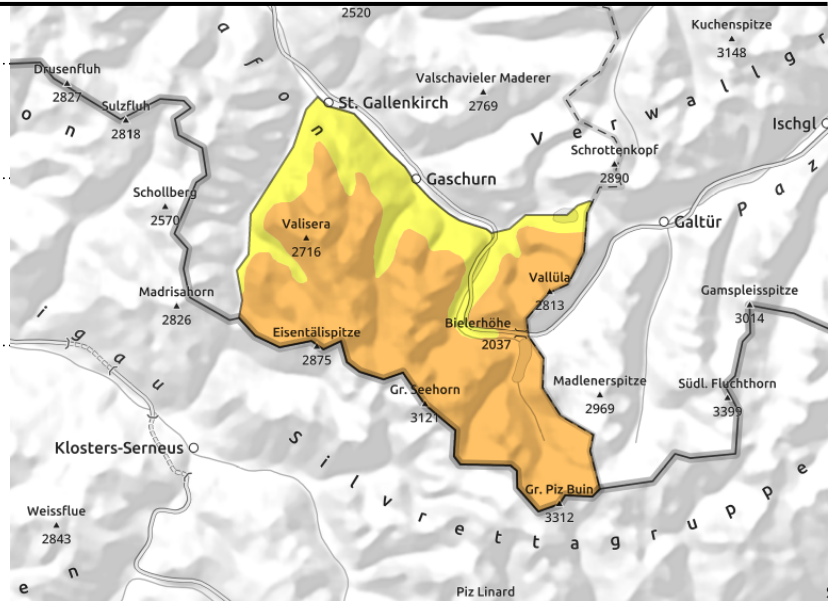 2520
Kuchenspitze
3148
Drusenfluh
2827
Sulzfluh
2818
Valschavieler Maderer
2769
St. Gallenkirch
a f o n
V e r w a l l g r
Ischgl
o n
Schrottenkopf
2890
Gaschurn
Schollberg
2570
P a z
Galtür
Valisera
2716
Vallüla
2813
Madrisahorn
2826
Gamspleisspitze
3014
i g a u
Eisentälispitze
2875
Bielerhöhe
2037
Gr. Seehorn
3121
Madlenerspitze
2969
Südl. Fluchthorn
3399
Klosters-Serneus
S i l v r e t t a g r u p p e
Gr. Piz Buin
3312
Weissflue
2843
e n
Piz Linard